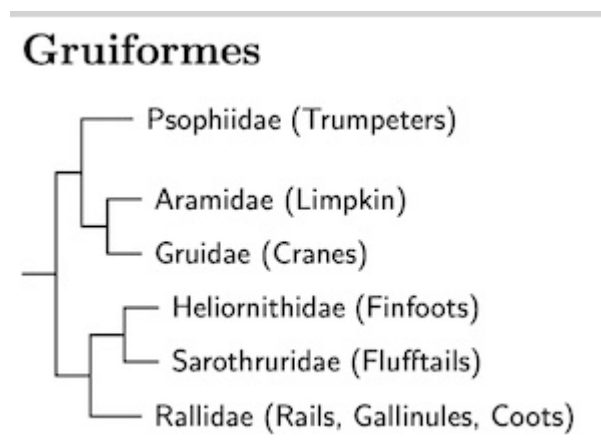 Gruiformes
Psophiidae (Trumpeters)
Aramidae (Limpkin)
Gruidae (Cranes)
Heliornithidae (Finfoots)
Sarothruridae (Flufftails)
Rallidae (Rails, Gallinules, Coots)